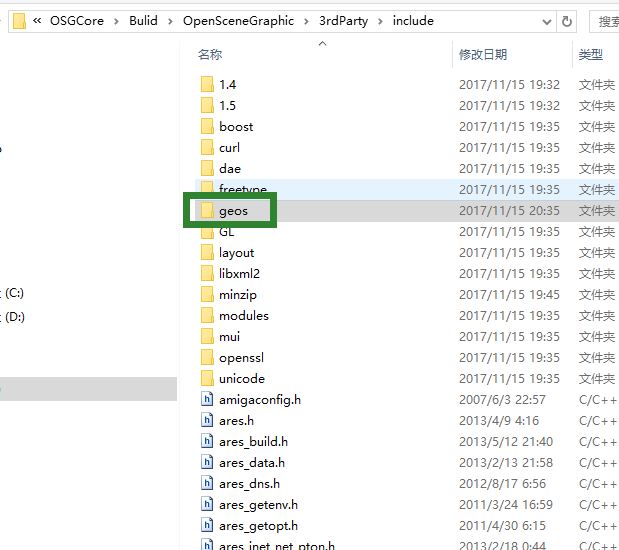 « OSGCore › Bulid › OpenSceneGraphic › 3rdParty › include 搜索
名称 修改日期 类型
1.4 2017/11/15 19:32 文件夹
1.5 2017/11/15 19:32 文件夹
boost 2017/11/15 19:35 文件夹
curl 2017/11/15 19:35 文件夹
dae 2017/11/15 19:35 文件夹
freetype 2017/11/15 19:35 文件夹
geos 2017/11/15 20:35 文件夹
GL 2017/11/15 19:35 文件夹
layout 2017/11/15 19:35 文件夹
libxml2 2017/11/15 19:35 文件夹
(C:) minzip 2017/11/15 19:45 文件夹
(D:) modules 2017/11/15 19:35 文件夹
mui 2017/11/15 19:35 文件夹
openssl 2017/11/15 19:35 文件夹
unicode 2017/11/15 19:35 文件夹
amigaconfig.h 2007/6/3 22:57 C/C++
ares.h 2013/4/9 4:16 C/C++
ares_build.h 2013/5/12 21:40 C/C++
ares_data.h 2013/2/13 21:58 C/C++
ares_dns.h 2012/8/17 6:56 C/C++
ares_getenv.h 2011/3/24 16:59 C/C++
ares_getopt.h 2011/4/30 6:15 C/C++
ares_inet_net_pton.h 2013/2/18 0:44 C/C++